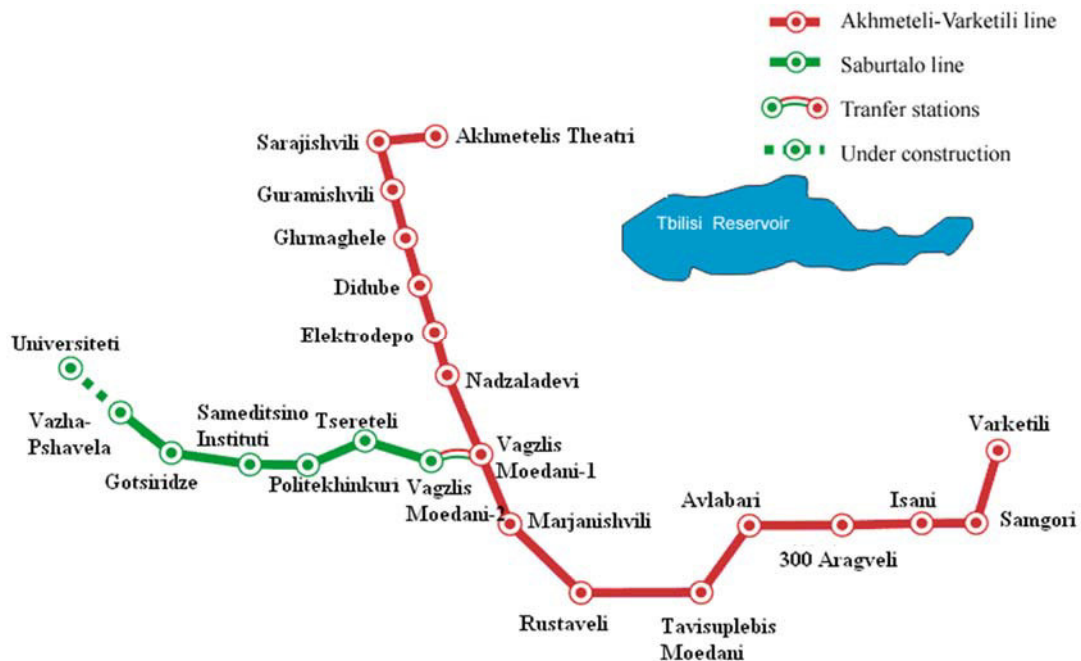 Akhmeteli-Varketili line
Saburtalo line
Tranfer stations
Under construction
Sarajishvili
Akhmetelis Theatri
Guramishvili
Ghrmaghele
Didube
Elektrodepo
Nadzaladevi
Tbilisi Reservoir
Universiteti
Vazha-
Pshavela
Gotsiridze
Sameditsino
Instituti
Politekhinkuri
Tsereteli
Vagzlis
Moedani-2
Vagzlis
Moedani-1
Marjanishvili
Rustaveli
Tavisuplebis
Moedani
Avlabari
300 Aragveli
Isani
Samgori
Varketili